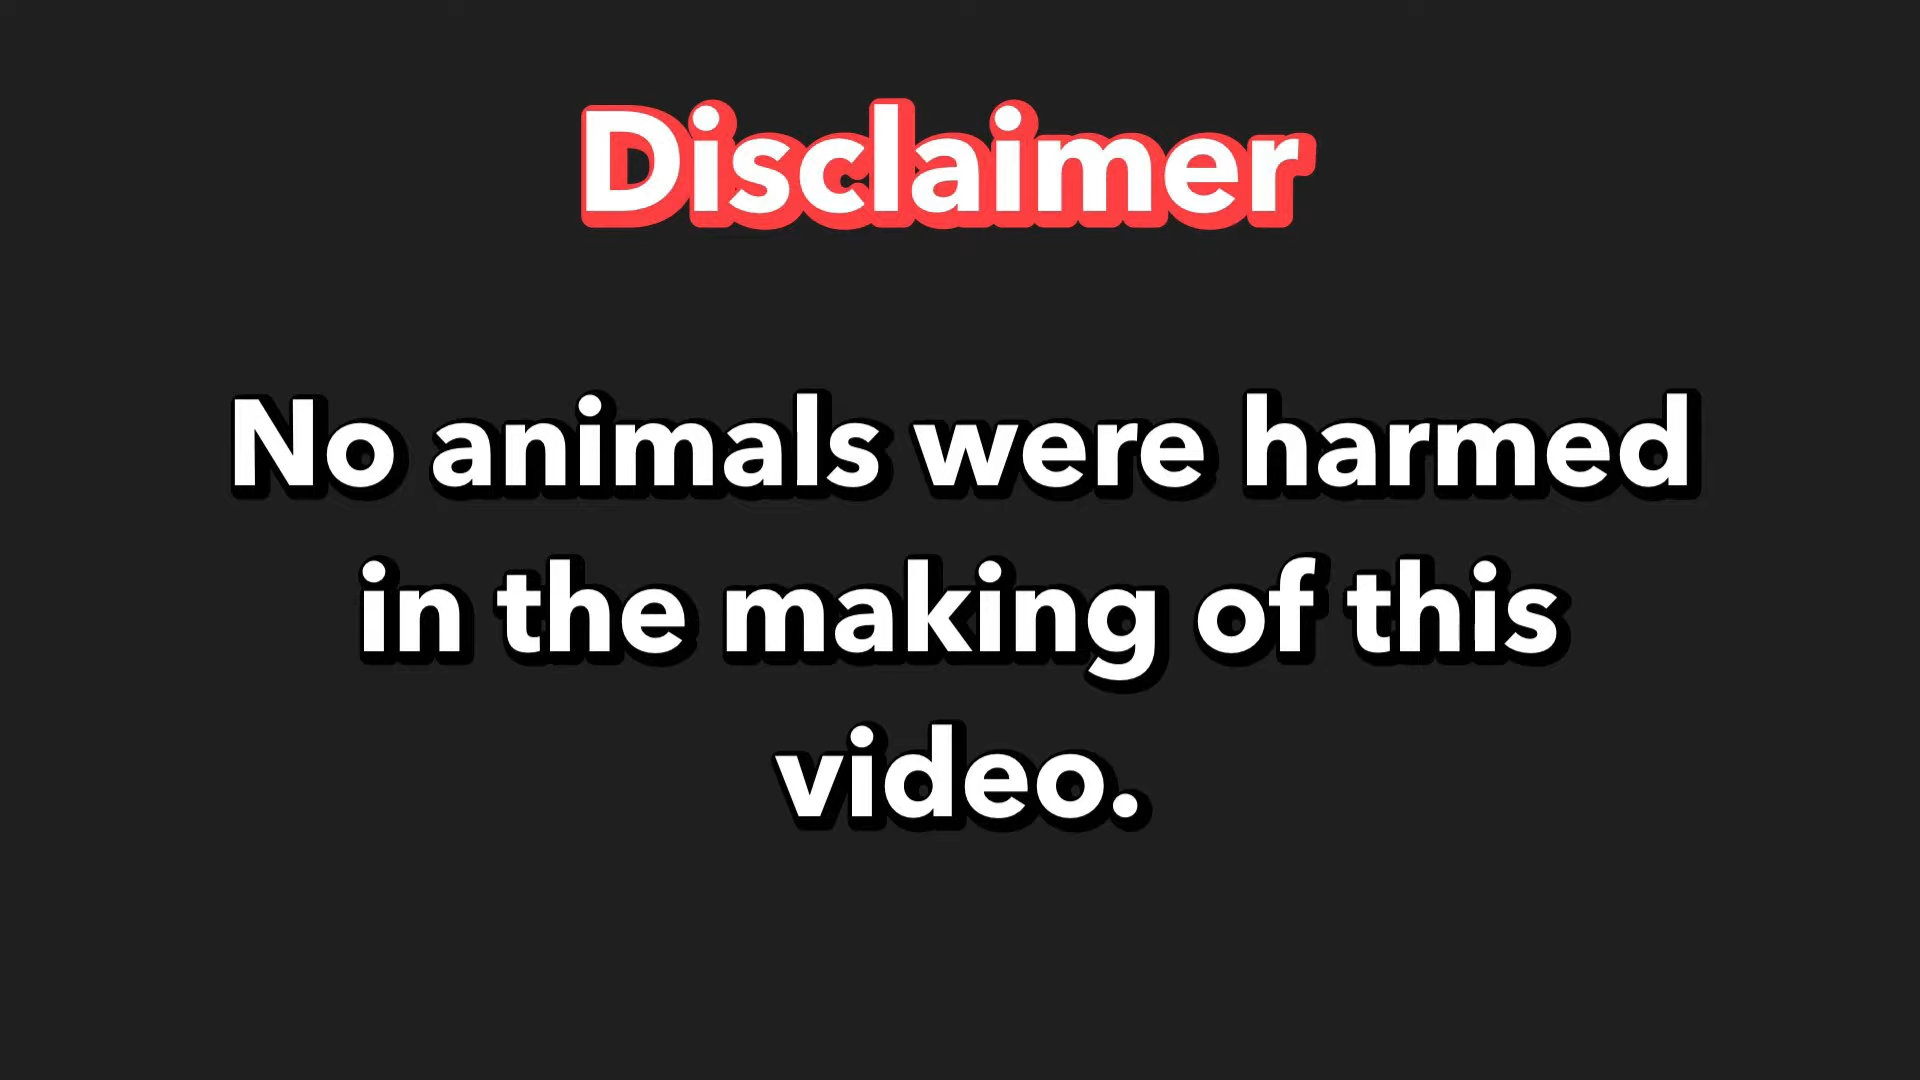 Disclaimer
No animals were harmed
in the making of this
video.